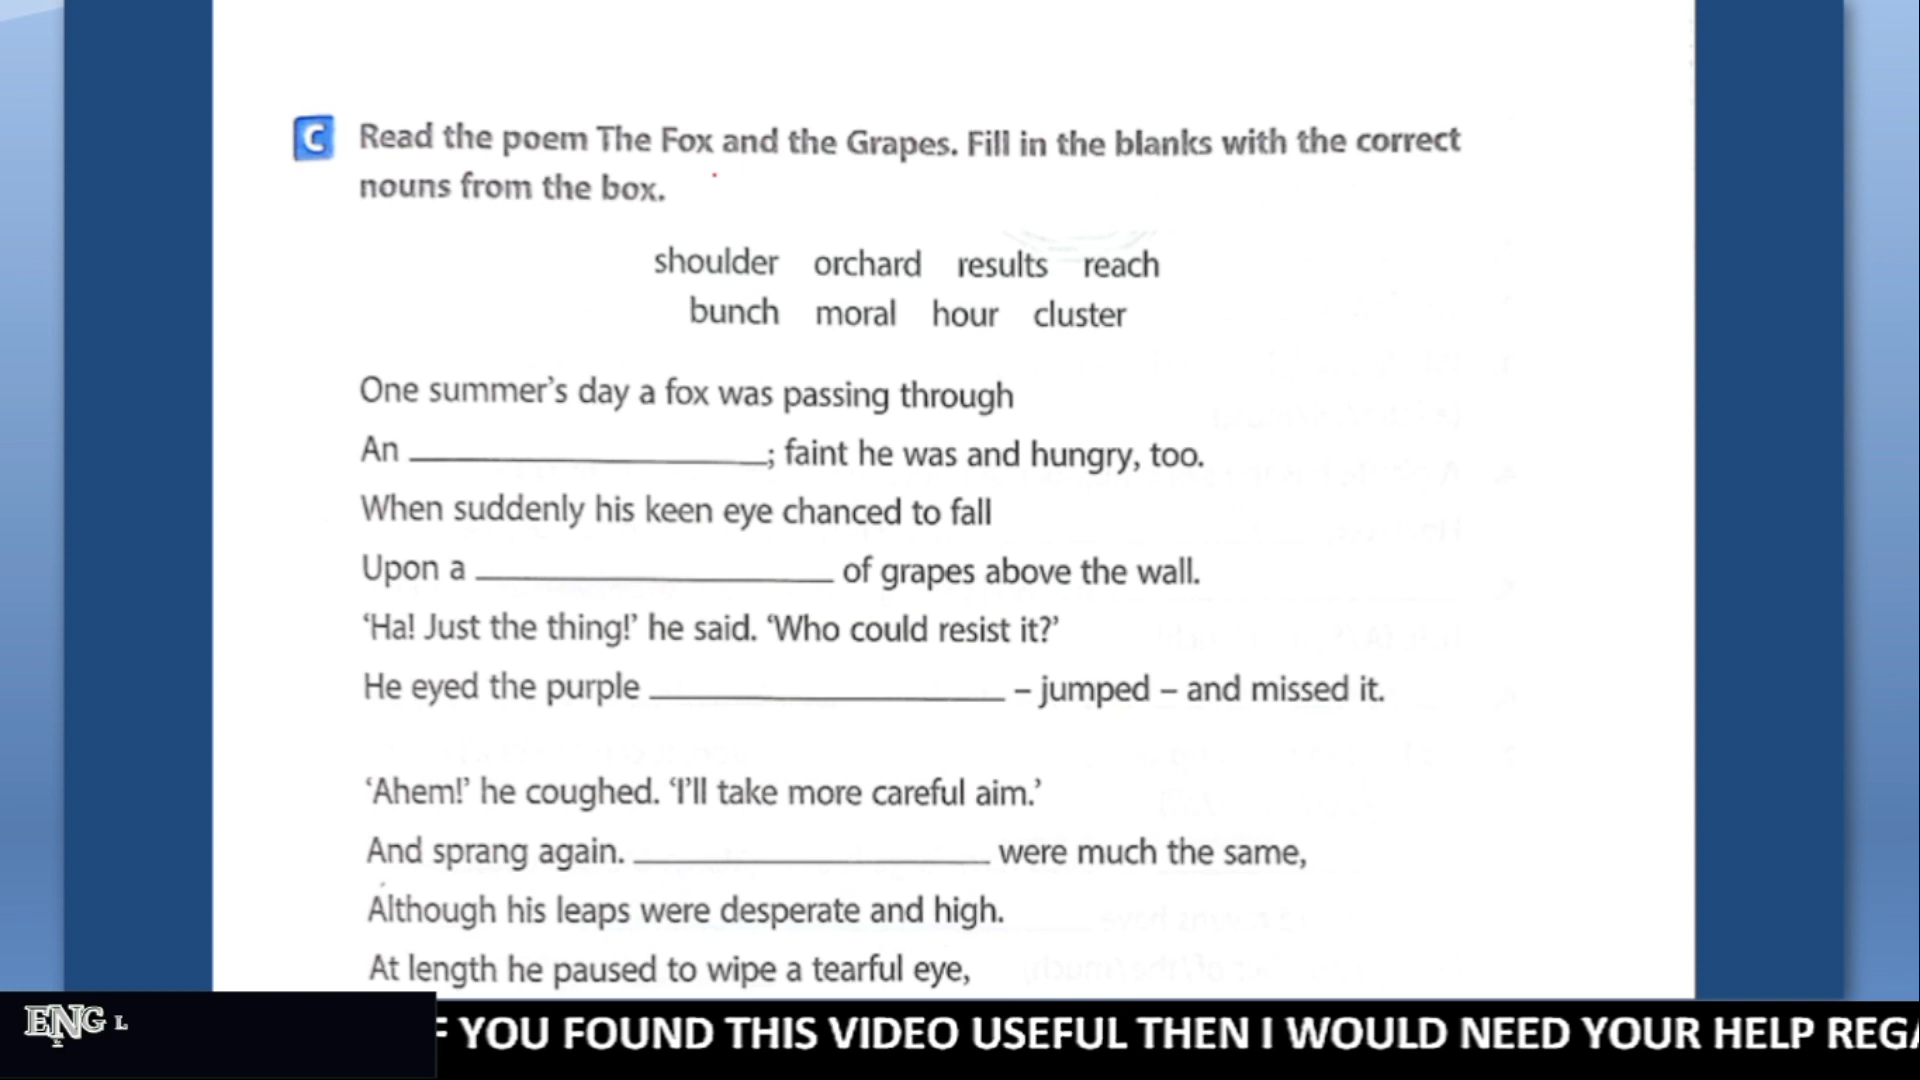 C Read the poem The Fox and the Grapes. Fill in the blanks with the correct
nouns from the box.
shoulder orchard results reach
bunch moral hour cluster
One summer's day a fox was passing through
An ____________; faint he was and hungry, too.
When suddenly his keen eye chanced to fall
Upon a ____________ of grapes above the wall.
‘Ha! Just the thing!’ he said. ‘Who could resist it?’
He eyed the purple ____________ – jumped – and missed it.
‘Ahem!’ he coughed. ‘I’ll take more careful aim.’
And sprang again. ____________ were much the same,
Although his leaps were desperate and high.
At length he paused to wipe a tearful eye,
ENG L
YOU FOUND THIS VIDEO USEFUL THEN I WOULD NEED YOUR HELP